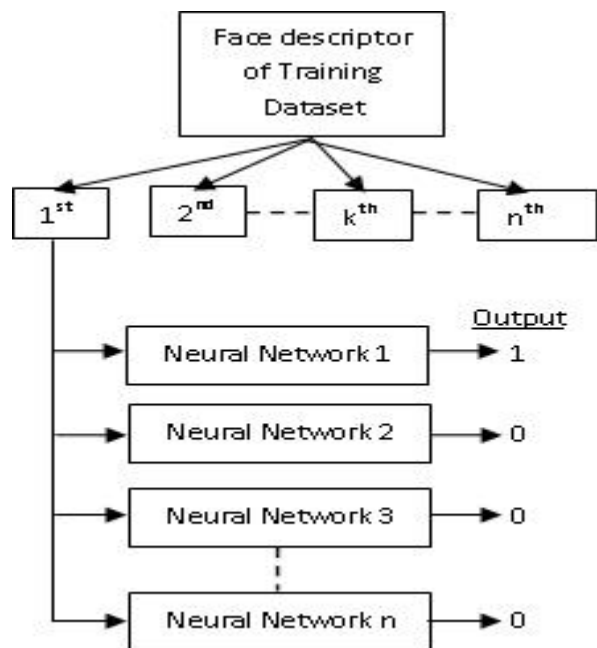 Face descriptor
of Training
Dataset
1st 2nd kth nth
Output
Neural Network 1 1
Neural Network 2 0
Neural Network 3 0
Neural Network n 0